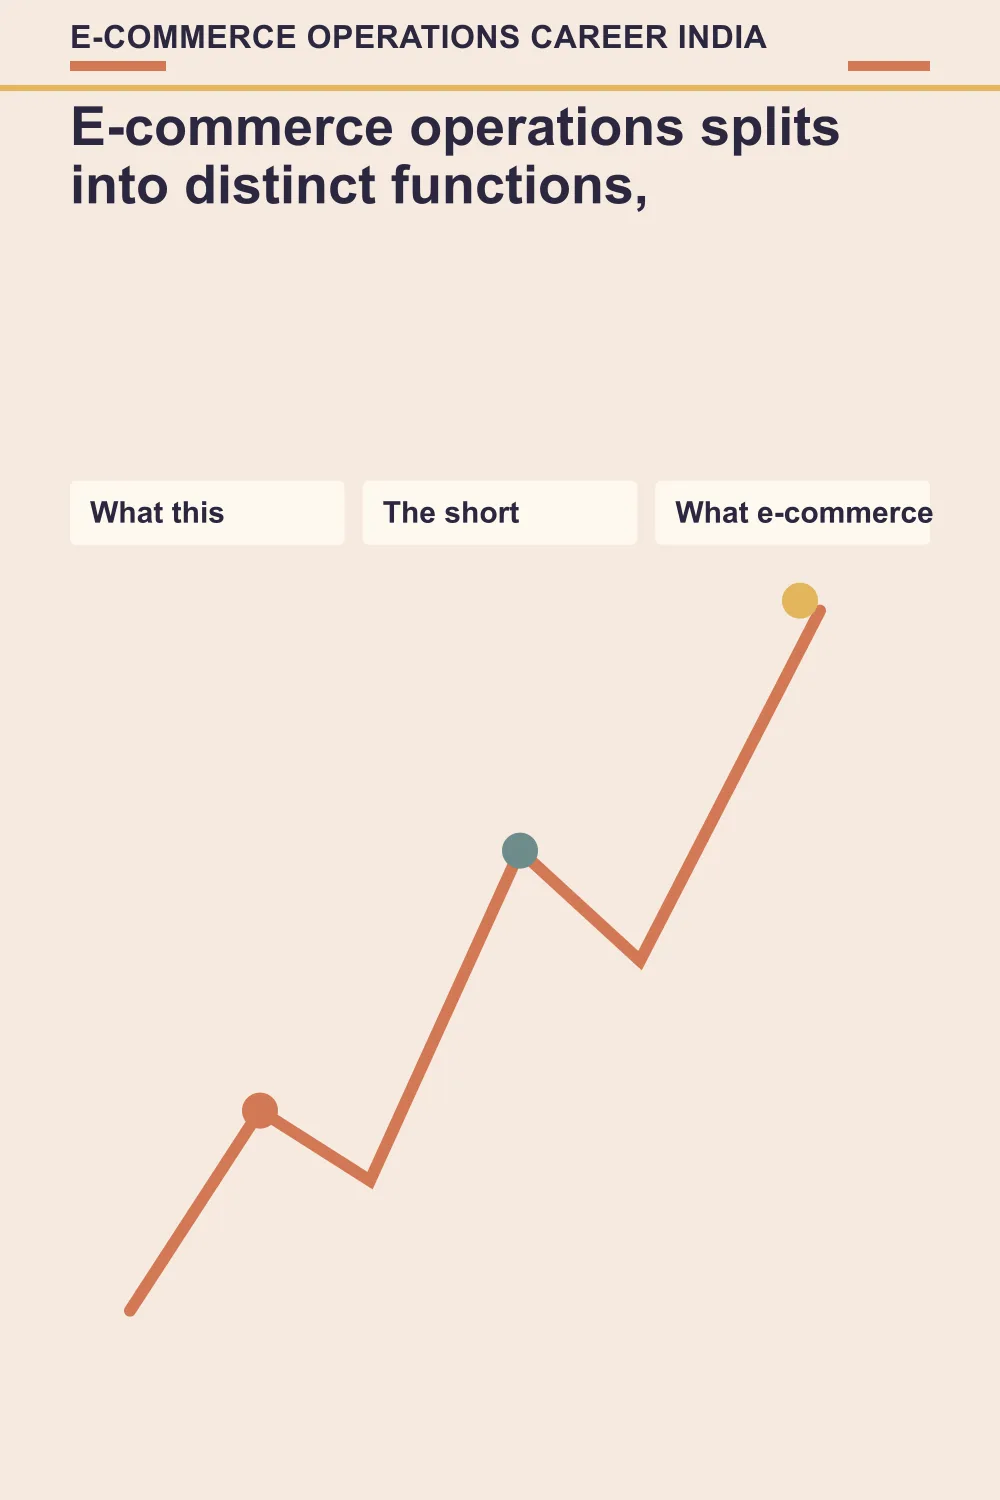 E-COMMERCE OPERATIONS CAREER INDIA
E-commerce operations splits
into distinct functions,
What this
The short
What e-commerce